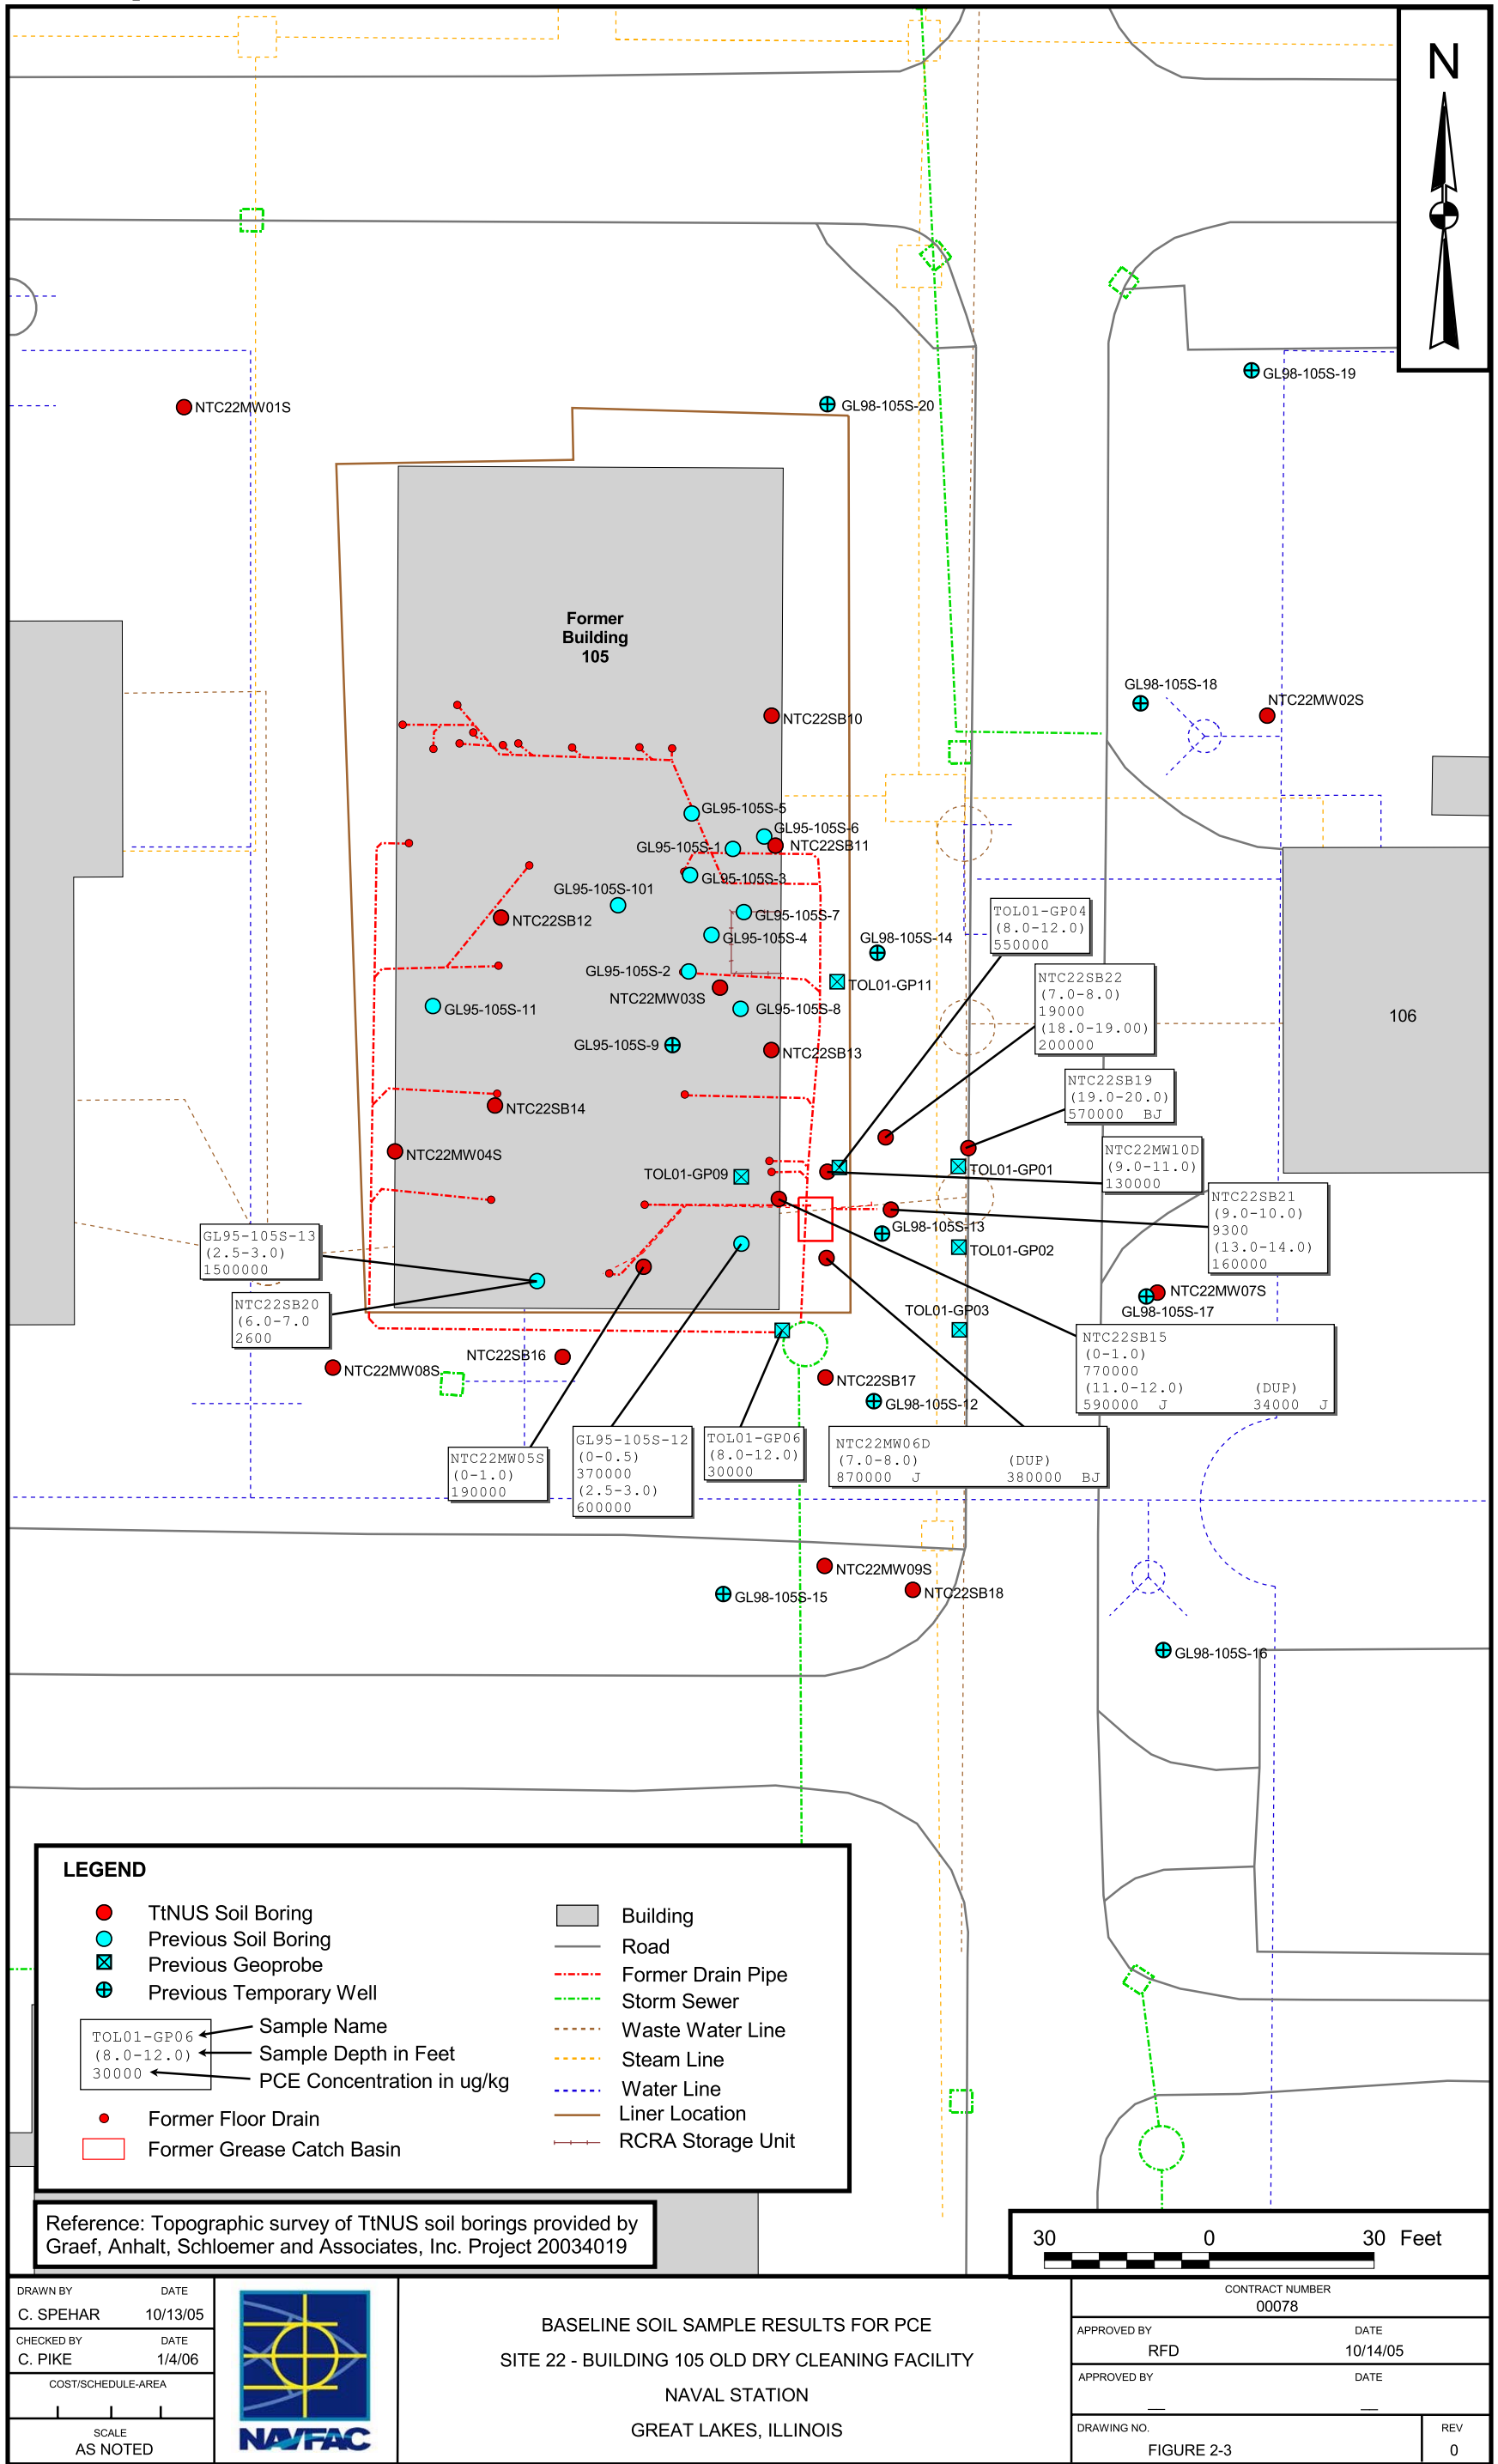 N
GL98-105S-19
NTC22MW01S
GL98-105S-20
Former
Building
105
GL98-105S-18
NTC22MW02S
NTC22SB10
GL95-105S-5
GL95-105S-6
GL95-105S-1
NTC22SB11
GL95-105S-3
GL95-105S-101
GL95-105S-7
NTC22SB12
GL95-105S-4
GL98-105S-14
TOL01-GP04
(8.0-12.0)
550000
GL95-105S-2
TOL01-GP11
NTC22MW03S
GL95-105S-11
GL95-105S-8
NTC22SB22
(7.0-8.0)
19000
(18.0-19.00)
200000
106
GL95-105S-9
NTC22SB13
NTC22SB19
(19.0-20.0)
570000 BJ
NTC22SB14
NTC22MW04S
NTC22MW10D
(9.0-11.0)
130000
TOL01-GP09
TOL01-GP01
NTC22SB21
(9.0-10.0)
9300
(13.0-14.0)
160000
GL98-105S-13
TOL01-GP02
GL95-105S-13
(2.5-3.0)
1500000
NTC22SB20
(6.0-7.0
2600
NTC22MW07S
GL98-105S-17
TOL01-GP03
NTC22SB15
(0-1.0)
770000
(11.0-12.0) (DUP)
590000 J 34000 J
NTC22SB16
NTC22MW08S
NTC22SB17
GL98-105S-12
NTC22MW05S
(0-1.0)
190000
GL95-105S-12
(0-0.5)
370000
(2.5-3.0)
600000
TOL01-GP06
(8.0-12.0)
30000
NTC22MW06D
(7.0-8.0) (DUP)
870000 J 380000 BJ
NTC22MW09S
NTC22SB18
GL98-105S-15
GL98-105S-16
LEGEND
TtNUS Soil Boring
Previous Soil Boring
Previous Geoprobe
Previous Temporary Well
TOL01-GP06
(8.0-12.0)
30000
Sample Name
Sample Depth in Feet
PCE Concentration in ug/kg
Former Floor Drain
Former Grease Catch Basin
Building
Road
Former Drain Pipe
Storm Sewer
Waste Water Line
Steam Line
Water Line
Liner Location
RCRA Storage Unit
Reference: Topographic survey of TtNUS soil borings provided by
Graef, Anhalt, Schloemer and Associates, Inc. Project 20034019
30 0 30 Feet
DRAWN BY DATE
C. SPEHAR 10/13/05
CHECKED BY DATE
C. PIKE 1/4/06
COST/SCHEDULE-AREA
SCALE
AS NOTED
NAVFAC
BASELINE SOIL SAMPLE RESULTS FOR PCE
SITE 22 - BUILDING 105 OLD DRY CLEANING FACILITY
NAVAL STATION
GREAT LAKES, ILLINOIS
CONTRACT NUMBER
00078
APPROVED BY DATE
RFD 10/14/05
APPROVED BY DATE
— —
DRAWING NO. REV
FIGURE 2-3 0